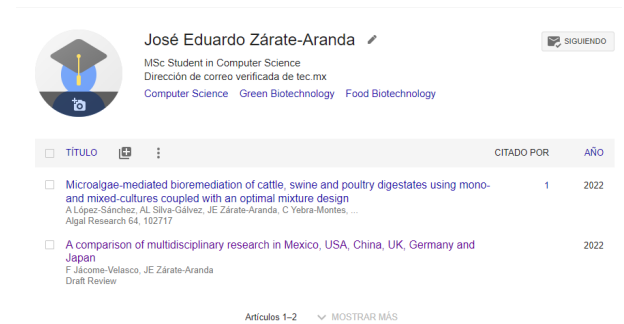 José Eduardo Zárate-Aranda
SIGUIENDO
MSc Student in Computer Science
Dirección de correo verificada de tec.mx
Computer Science Green Biotechnology Food Biotechnology
TÍTULO CITADO POR AÑO
Microalgae-mediated bioremediation of cattle, swine and poultry digestates using mono- 1 2022
and mixed-cultures coupled with an optimal mixture design
A López-Sánchez, AL Silva-Gálvez, JE Zárate-Aranda, C Yebra-Montes, ...
Algal Research 64, 102717
A comparison of multidisciplinary research in Mexico, USA, China, UK, Germany and 2022
Japan
F Jácome-Velasco, JE Zárate-Aranda
Draft Review
Artículos 1–2 MOSTRAR MÁS